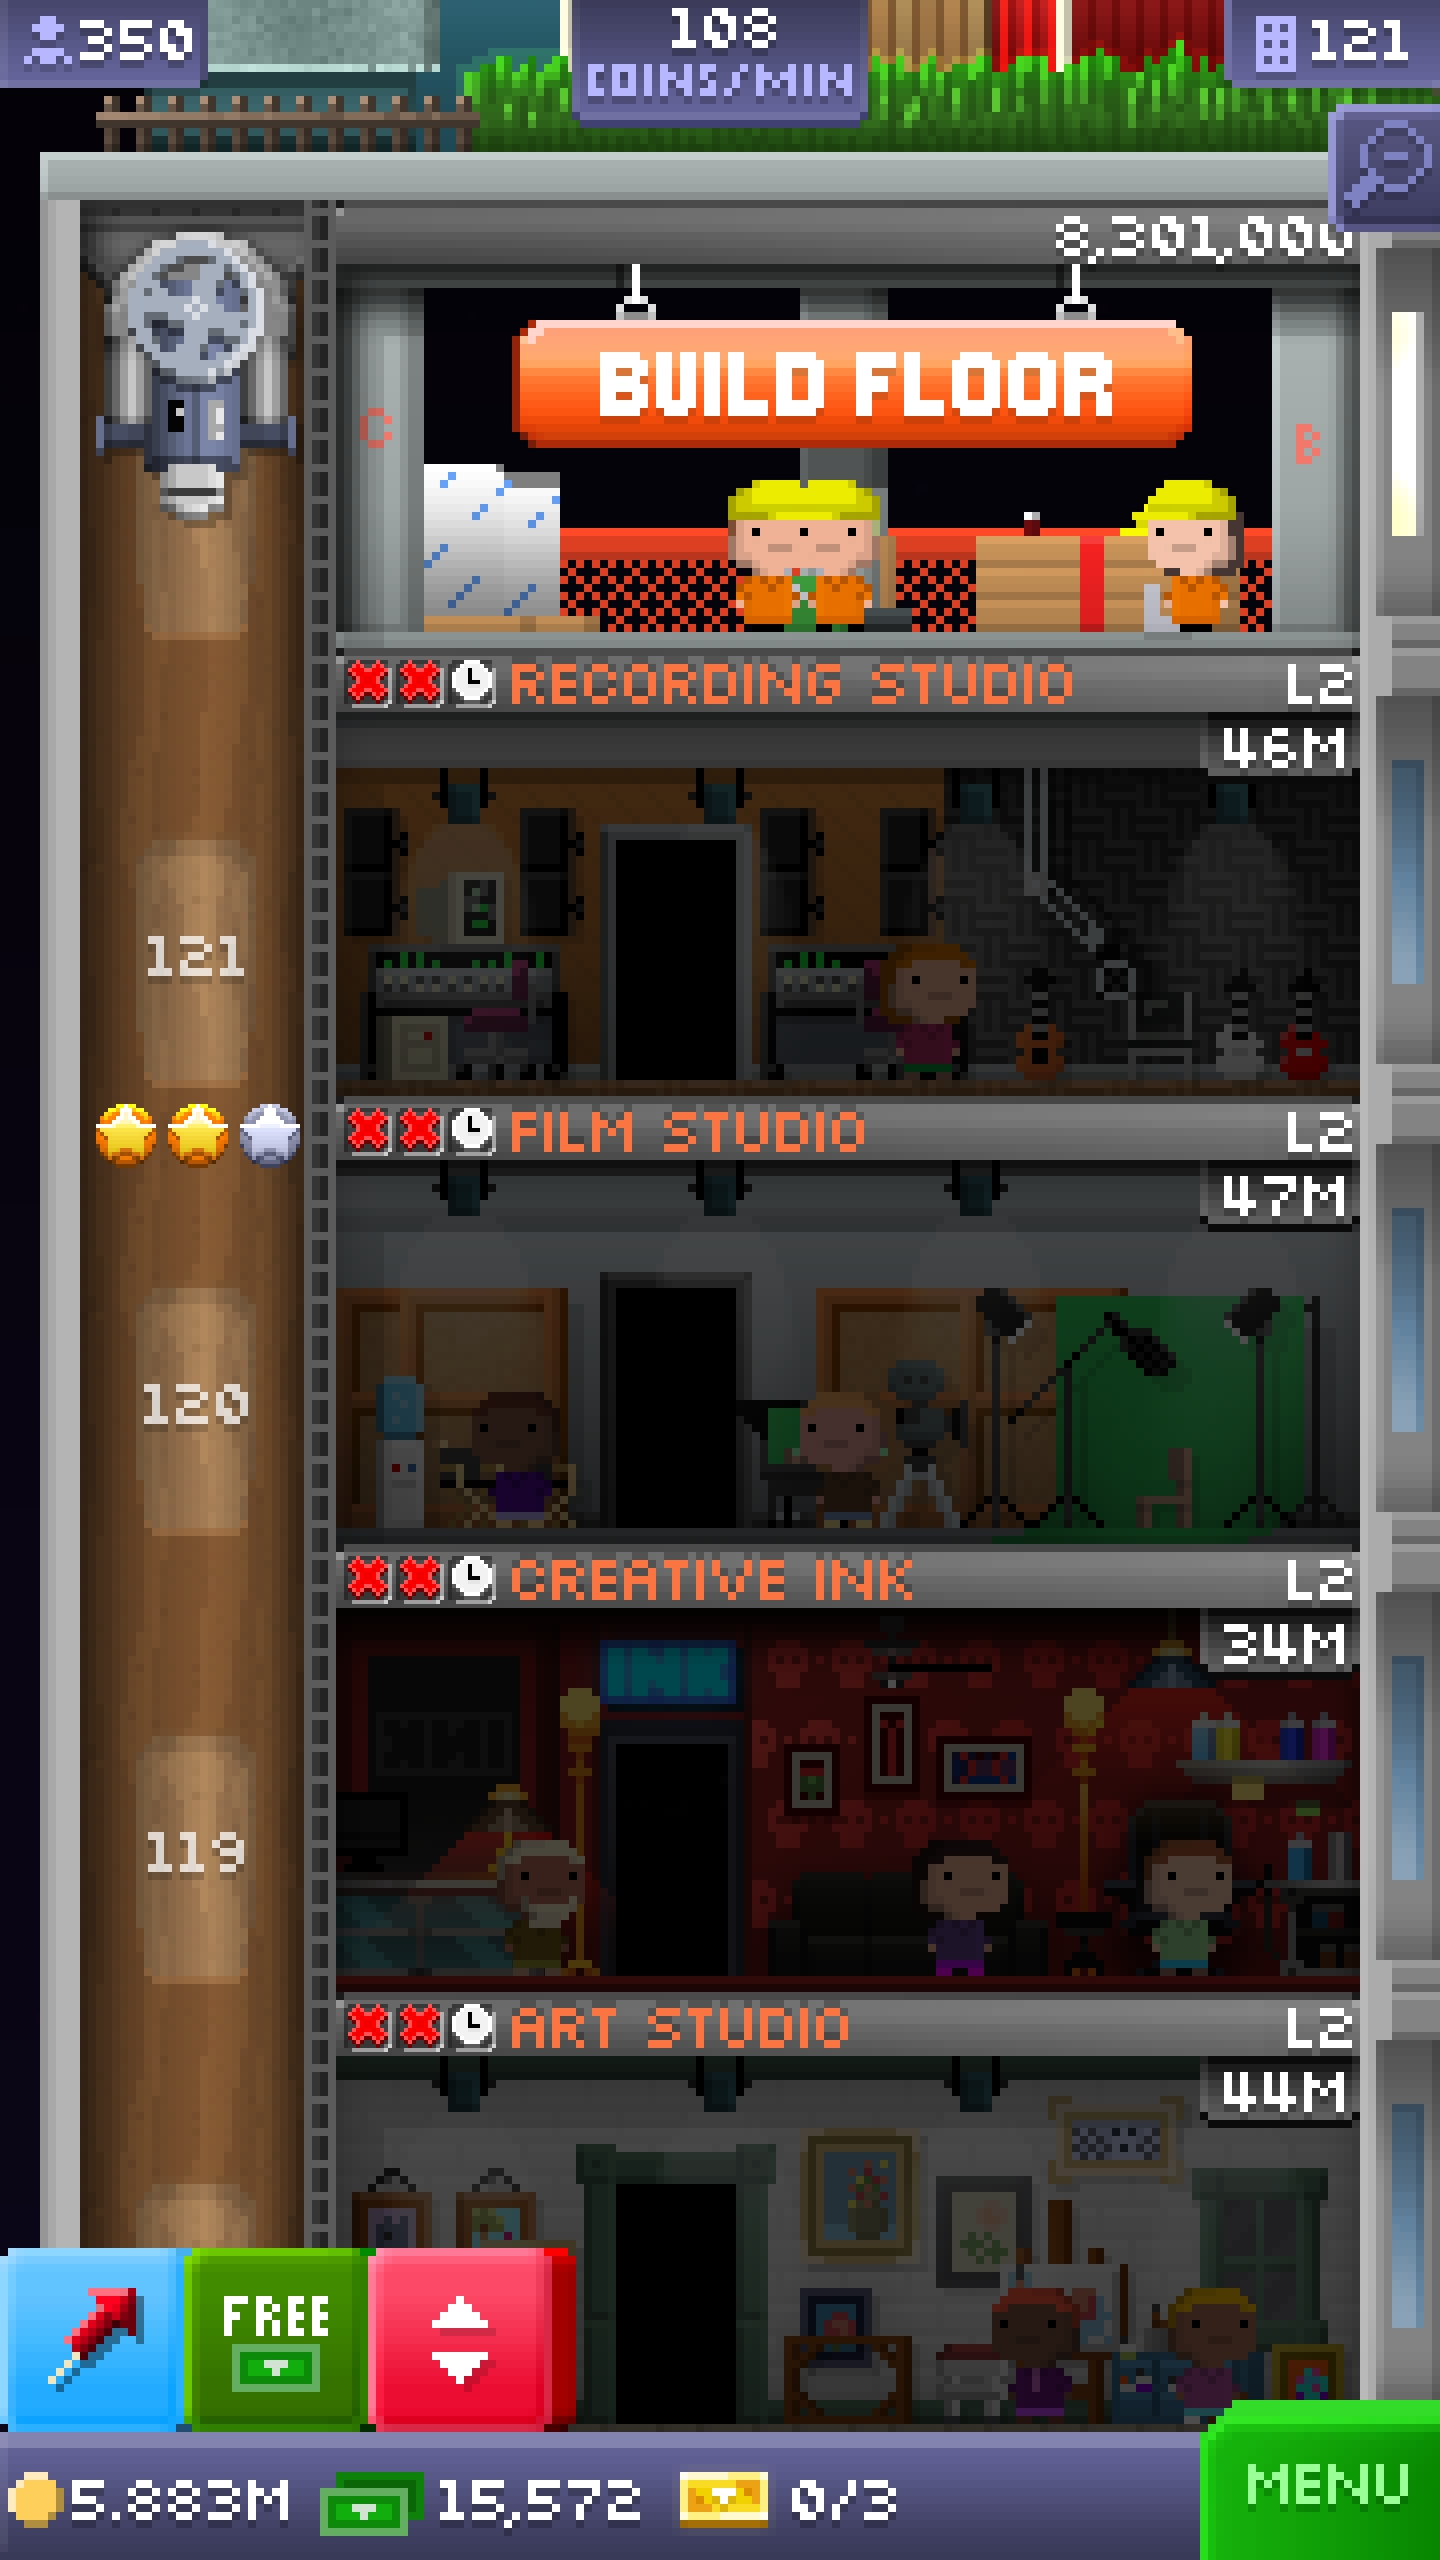 350
108
COINS/MIN
121
8,301,000
BUILD FLOOR
C
B
RECORDING STUDIO L2
46M
121
FILM STUDIO L2
47M
120
CREATIVE INK L2
34M
INK
119
ART STUDIO L2
44M
FREE
5.883M 15,572 0/3
MENU